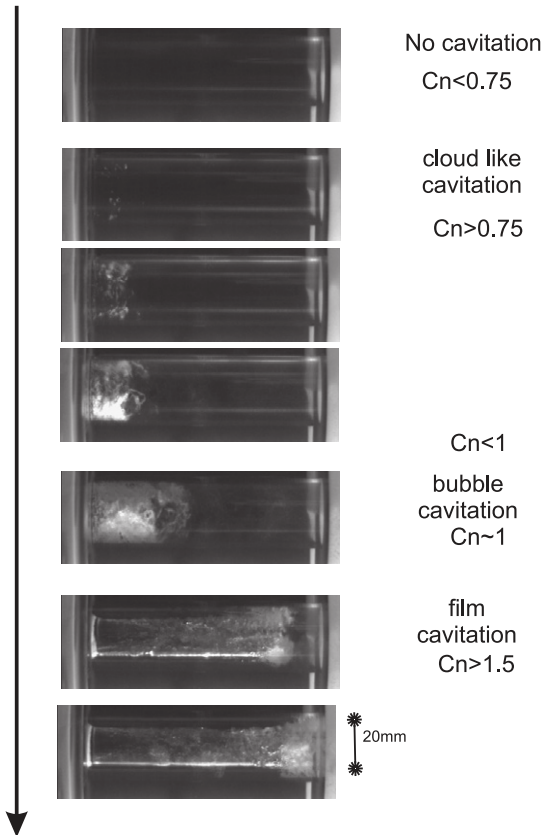 No cavitation
Cn<0.75
cloud like
cavitation
Cn>0.75
Cn<1
bubble
cavitation
Cn~1
film
cavitation
Cn>1.5
20mm